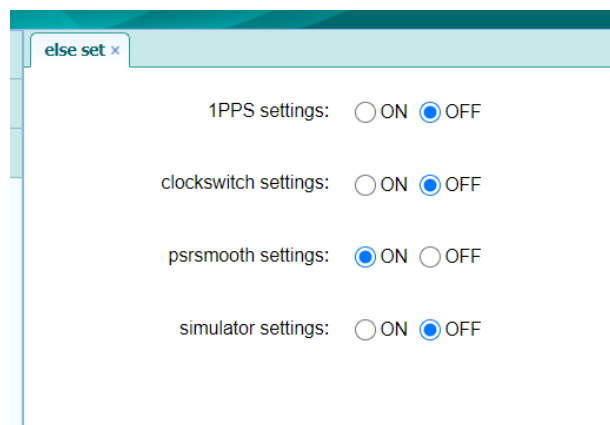 else set ×
1PPS settings: ON OFF
clockswitch settings: ON OFF
psrsmooth settings: ON OFF
simulator settings: ON OFF